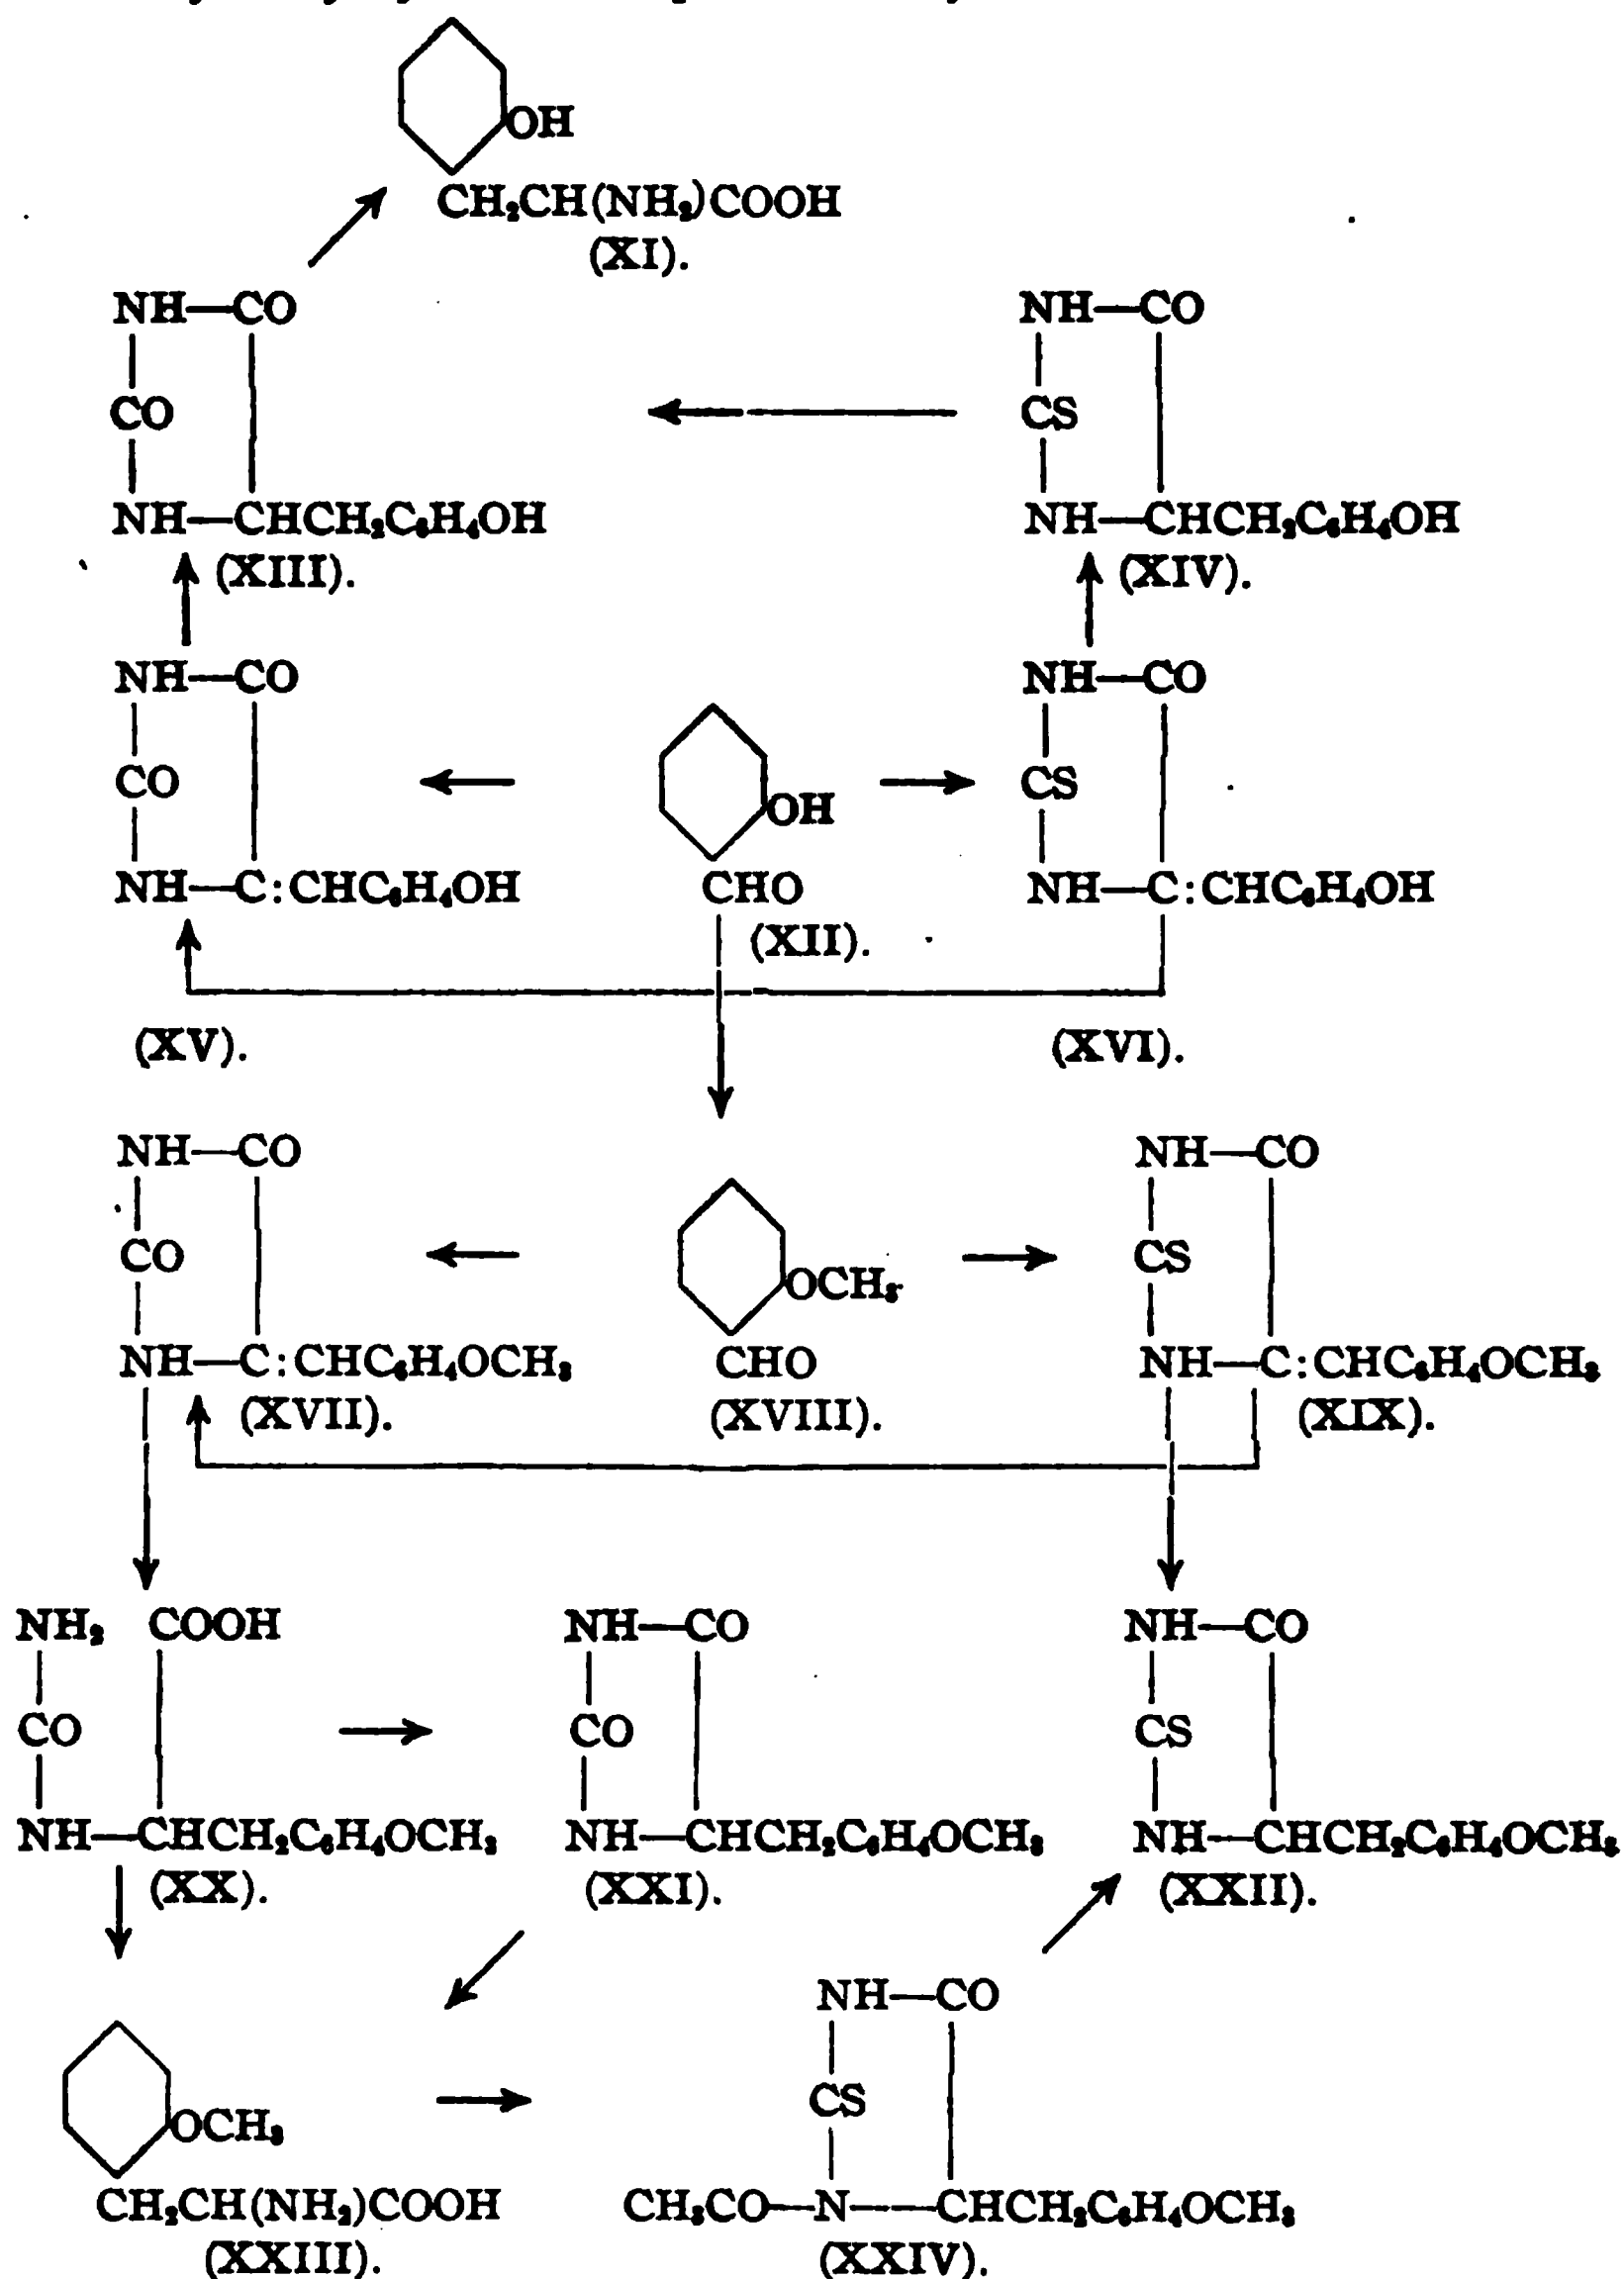 OH
CH₂CH(NH₂)COOH
(XI).
NH—CO NH—CO
CO CS
NH—CHCH₂C₆H₄OH NH—CHCH₂C₆H₄OH
(XIII). (XIV).
NH—CO NH—CO
CO OH CS
NH—C:CHC₆H₄OH CHO NH—C:CHC₆H₄OH
(XII).
(XV). (XVI).
NH—CO NH—CO
CO OCH₃ CS
NH—C:CHC₆H₄OCH₃ CHO NH—C:CHC₆H₄OCH₃
(XVII). (XVIII). (XIX).
NH₂ COOH NH—CO NH—CO
CO CO CS
NH—CHCH₂C₆H₄OCH₃ NH—CHCH₂C₆H₄OCH₃ NH—CHCH₂C₆H₄OCH₃
(XX). (XXI). (XXII).
NH—CO
OCH₃ CS
CH₂CH(NH₂)COOH CH₃CO—N—CHCH₂C₆H₄OCH₃
(XXIII). (XXIV).